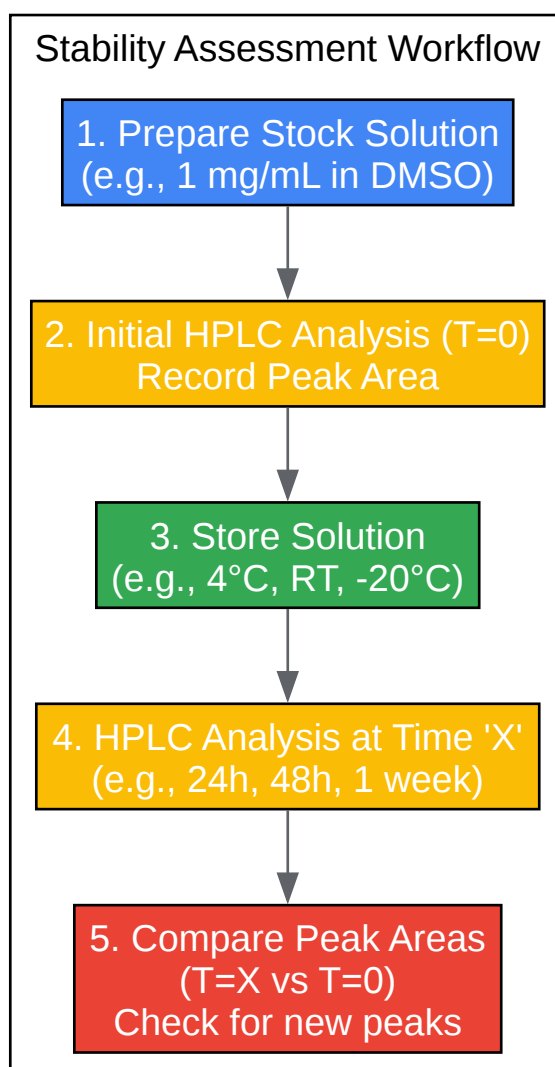 Stability Assessment Workflow
1. Prepare Stock Solution
(e.g., 1 mg/mL in DMSO)
2. Initial HPLC Analysis (T=0)
Record Peak Area
3. Store Solution
(e.g., 4°C, RT, -20°C)
4. HPLC Analysis at Time 'X'
(e.g., 24h, 48h, 1 week)
5. Compare Peak Areas
(T=X vs T=0)
Check for new peaks